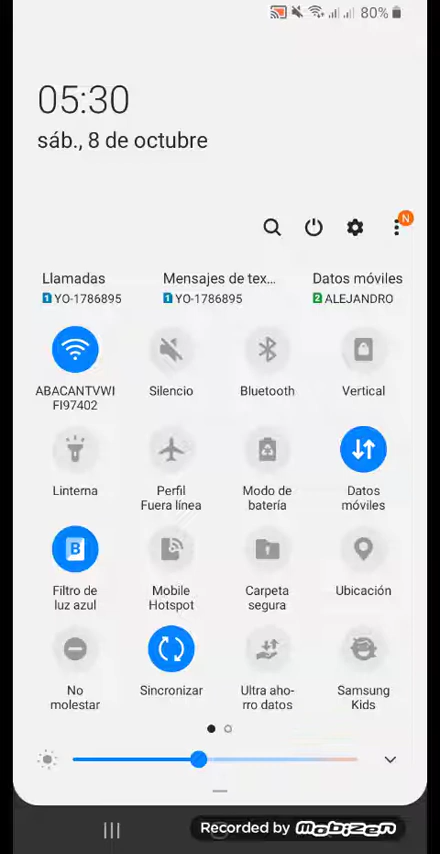 80%
05:30
sáb., 8 de octubre
N
Llamadas
Mensajes de tex...
Datos móviles
1 YO-1786895
1 YO-1786895
2 ALEJANDRO
ABACANTVWI
FI97402
Silencio
Bluetooth
Vertical
Linterna
Perfil
Fuera línea
Modo de
batería
Datos
móviles
B
Filtro de
luz azul
Mobile
Hotspot
Carpeta
segura
Ubicación
No
molestar
Sincronizar
Ultra aho-
rro datos
Samsung
Kids
Recorded by Mobizen